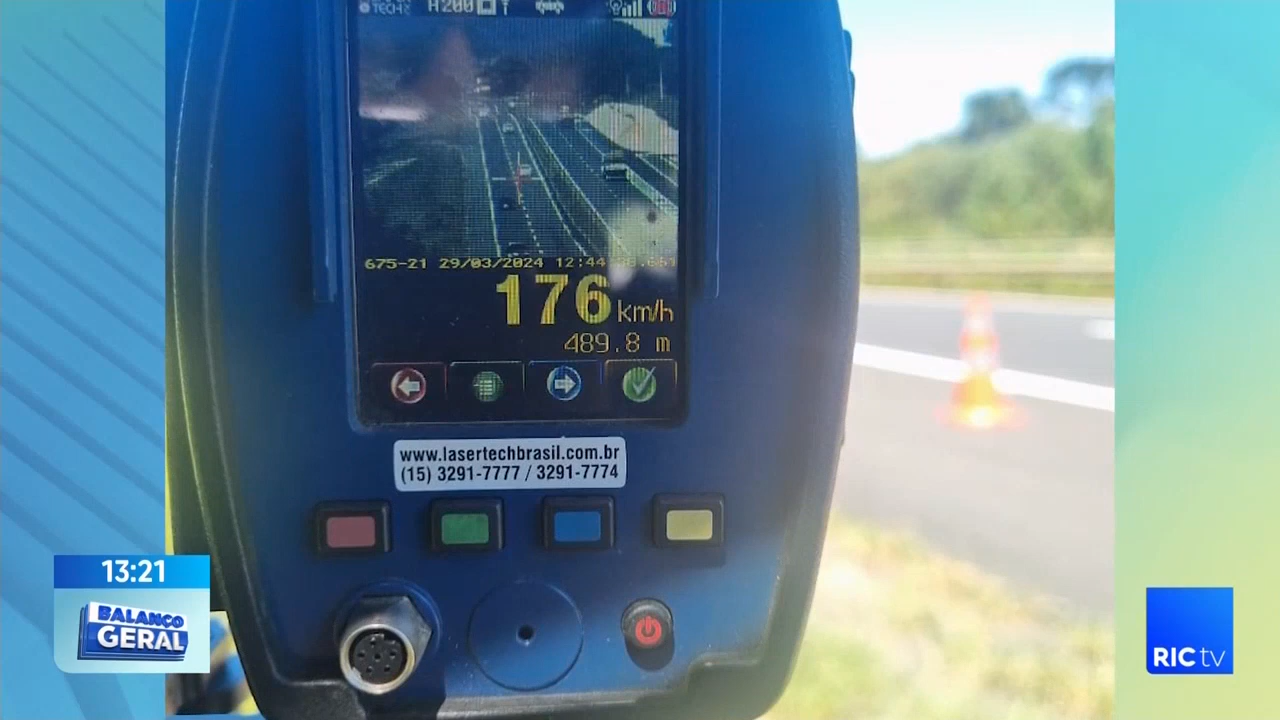 675-21 29/03/2024 12:44
176 km/h
489.8 m
www.lasertechbrasil.com.br
(15) 3291-7777 / 3291-7774
13:21
BALANÇO
GERAL
RIC tv